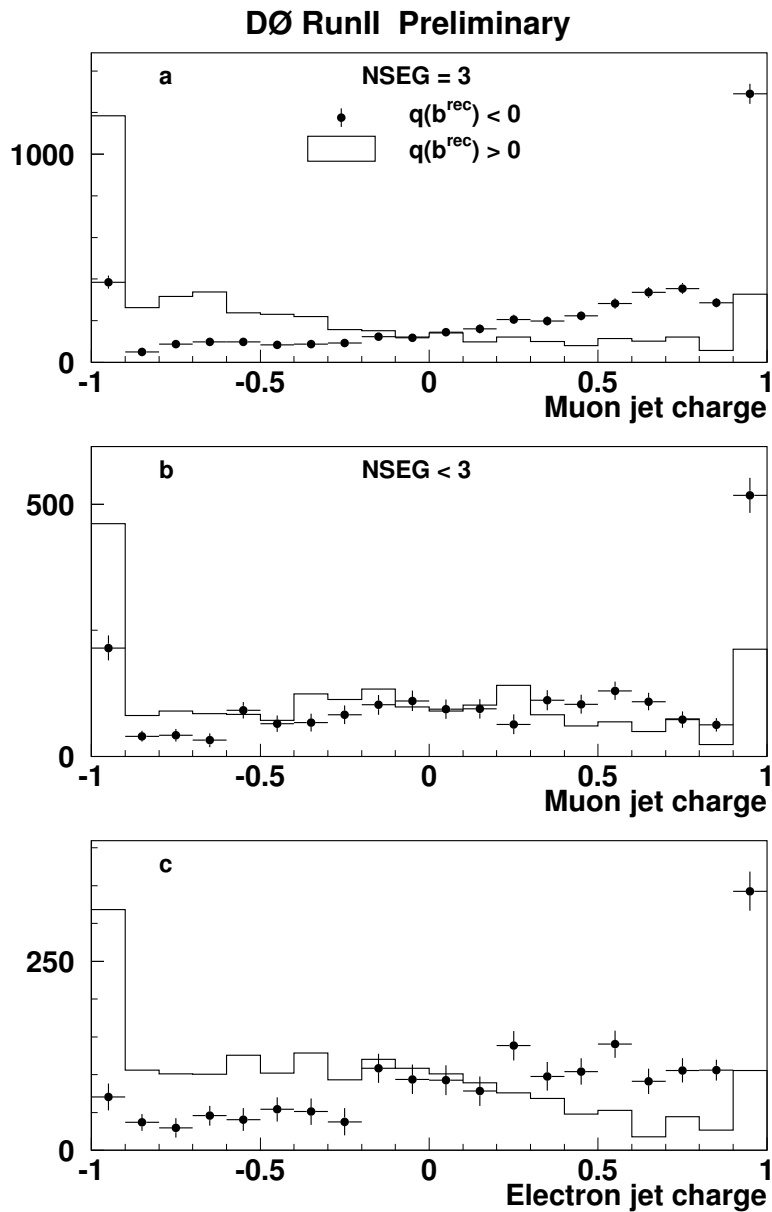 DØ RunII Preliminary
a NSEG = 3
q(b^rec) < 0
q(b^rec) > 0
1000
0
-1 -0.5 0 0.5 1
Muon jet charge
b NSEG < 3
500
0
-1 -0.5 0 0.5 1
Muon jet charge
c
250
0
-1 -0.5 0 0.5 1
Electron jet charge